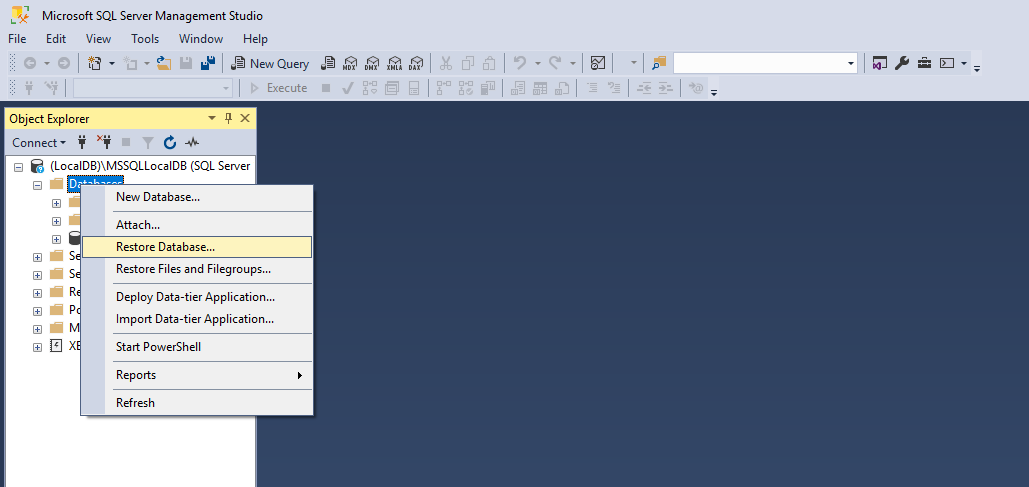 Microsoft SQL Server Management Studio
File Edit View Tools Window Help
New Query MDX DMX XMLA DAX
Execute
Object Explorer
Connect
(LocalDB)\MSSQLLocalDB (SQL Server
Databases
New Database...
Attach...
Restore Database...
Restore Files and Filegroups...
Deploy Data-tier Application...
Import Data-tier Application...
Start PowerShell
Reports
Refresh
Se
Se
Re
Po
M
XE